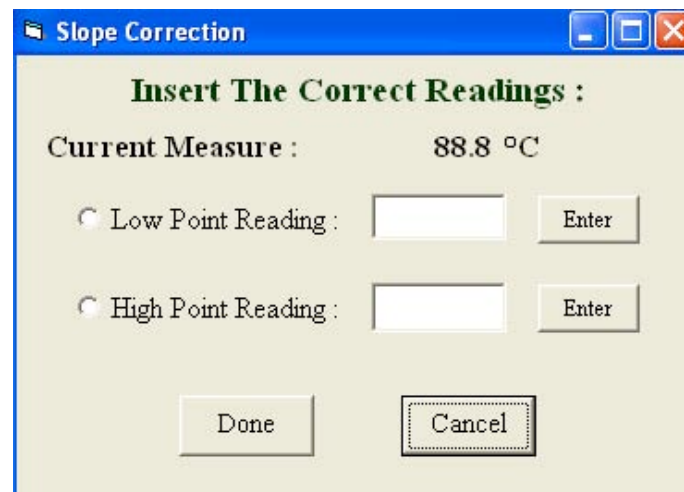 Slope Correction
Insert The Correct Readings :
Current Measure : 88.8 °C
Low Point Reading : Enter
High Point Reading : Enter
Done Cancel